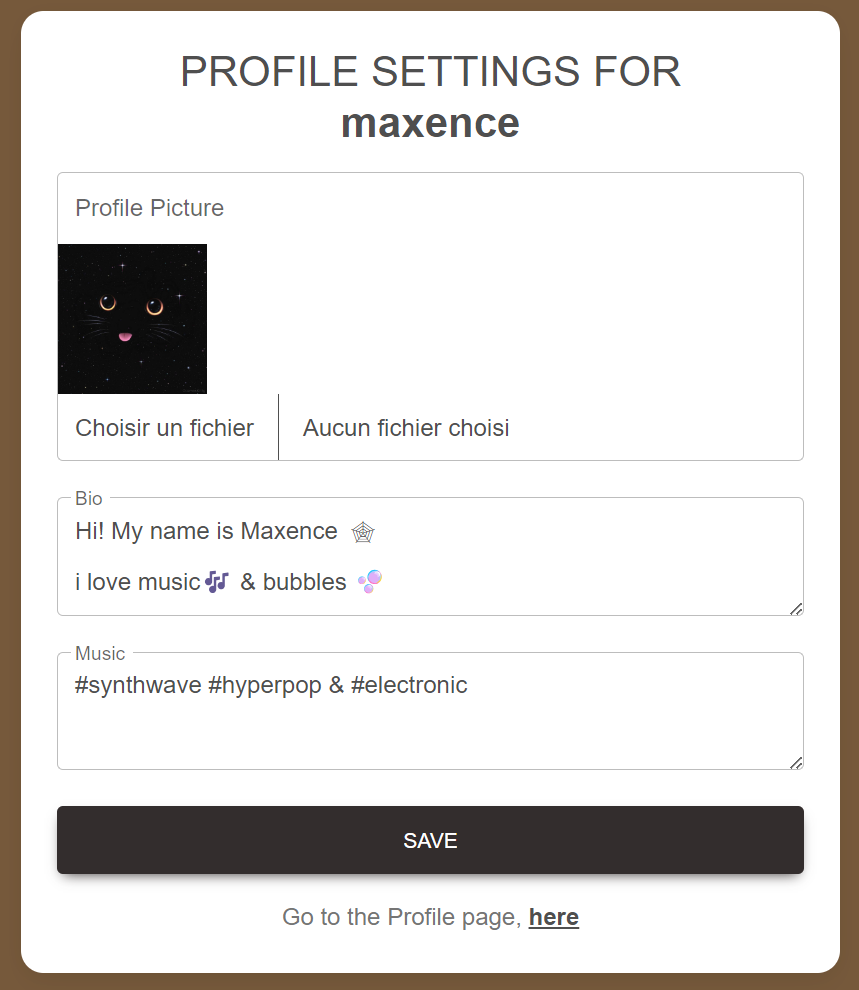 PROFILE SETTINGS FOR
maxence
Profile Picture
Choisir un fichier
Aucun fichier choisi
Bio
Hi! My name is Maxence 🕸️
i love music🎶 & bubbles 🫧
Music
#synthwave #hyperpop & #electronic
SAVE
Go to the Profile page, here